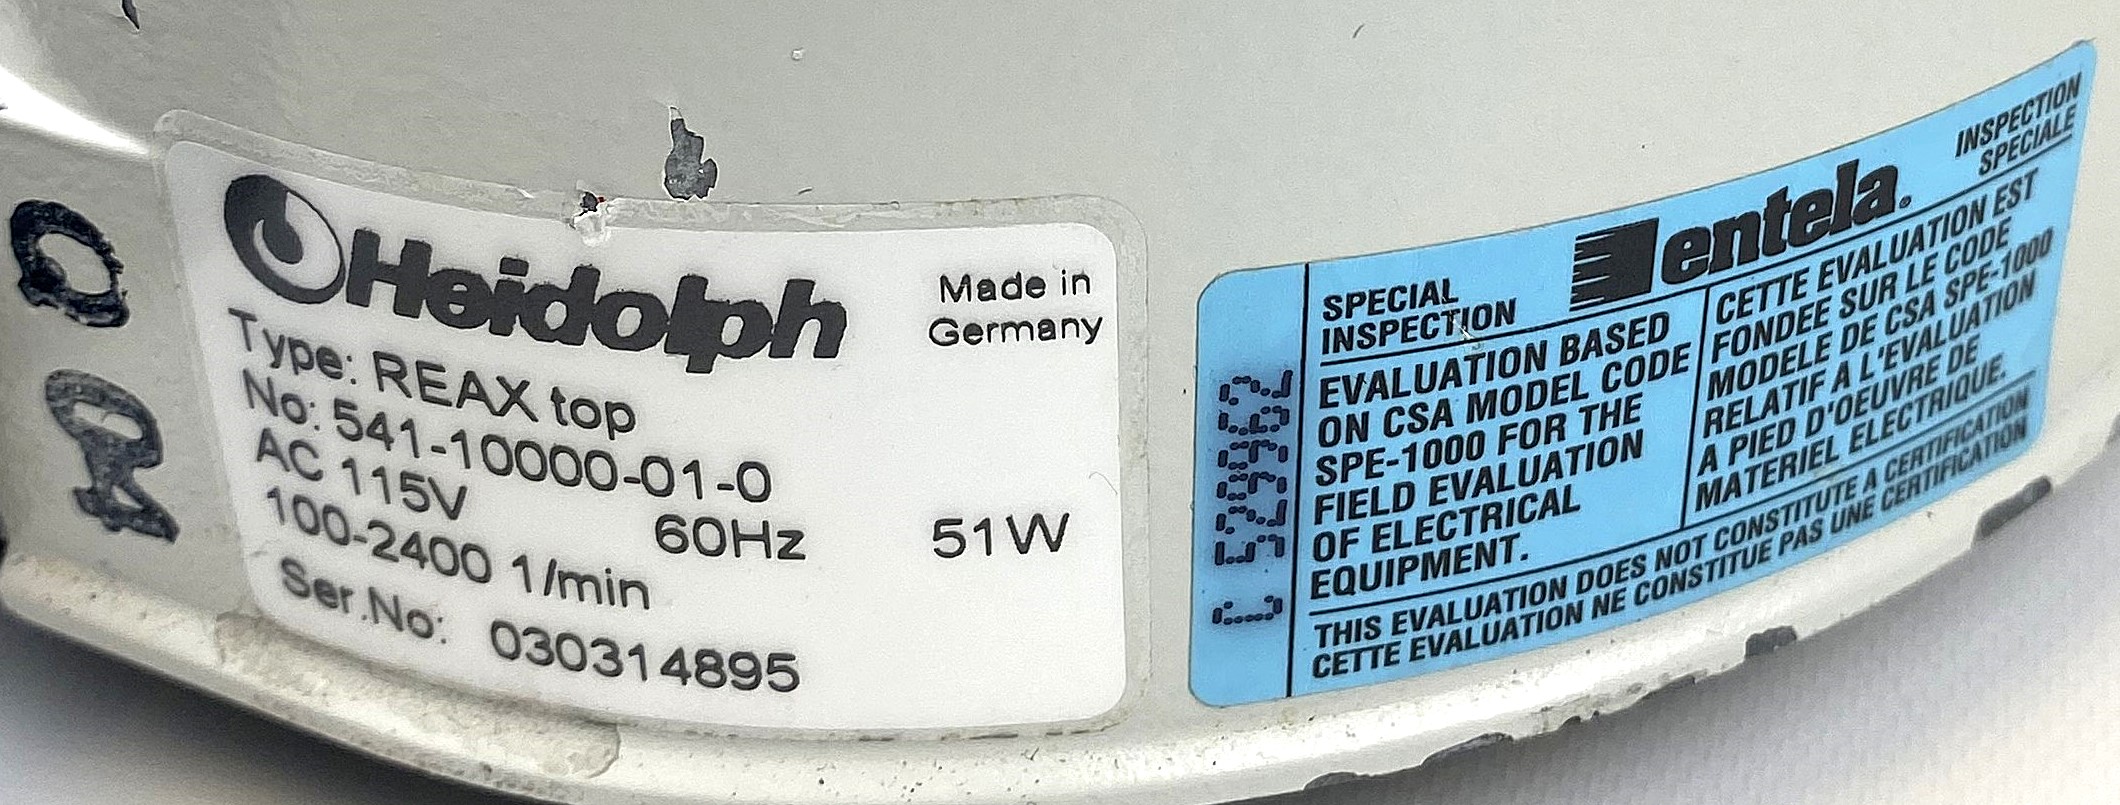 Heidolph
Made in
Germany
Type: REAX top
No: 541-10000-01-0
AC 115V 60Hz 51W
100-2400 1/min
Ser.No: 030314895
entela.
SPECIAL
INSPECTION
INSPECTION
SPECIALE
EVALUATION BASED
ON CSA MODEL CODE
SPE-1000 FOR THE
FIELD EVALUATION
OF ELECTRICAL
EQUIPMENT.
CETTE EVALUATION EST
FONDEE SUR LE CODE
MODELE DE CSA SPE-1000
RELATIF A L'EVALUATION
A PIED D'OEUVRE DE
MATERIEL ELECTRIQUE.
THIS EVALUATION DOES NOT CONSTITUTE A CERTIFICATION
CETTE EVALUATION NE CONSTITUE PAS UNE CERTIFICATION